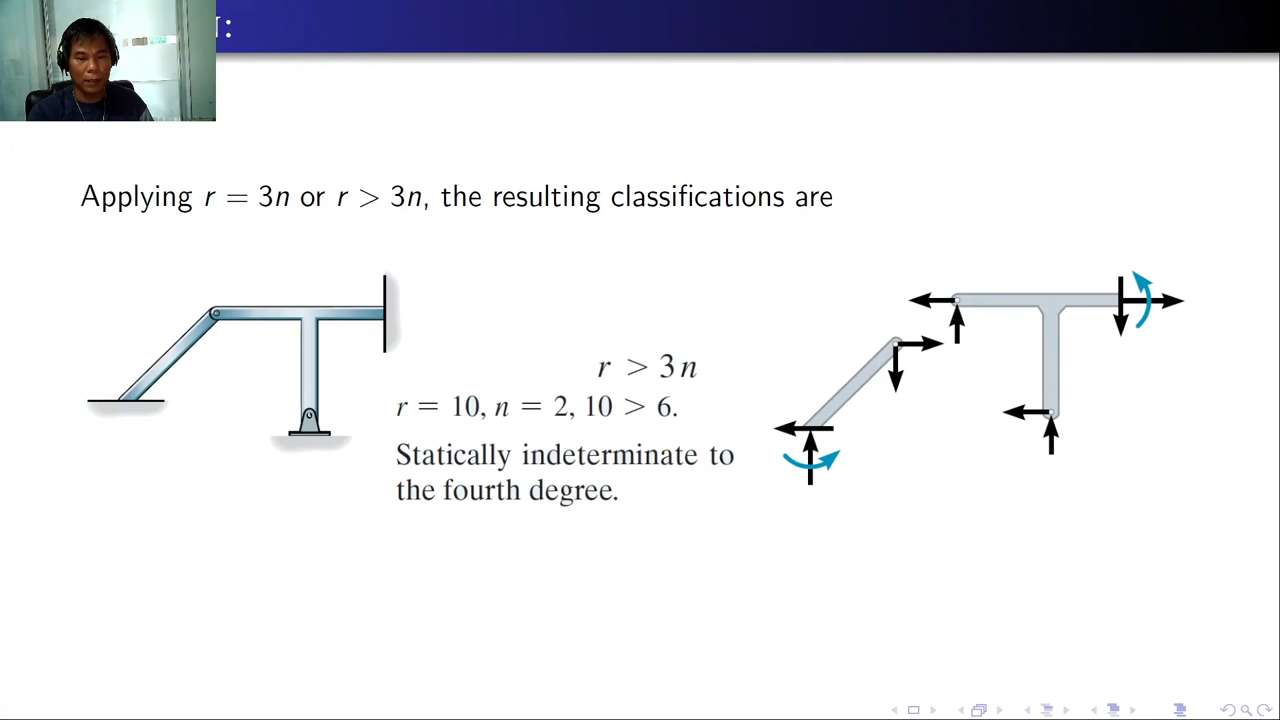 :
Applying r = 3n or r > 3n, the resulting classifications are
r > 3n
r = 10, n = 2, 10 > 6.
Statically indeterminate to
the fourth degree.